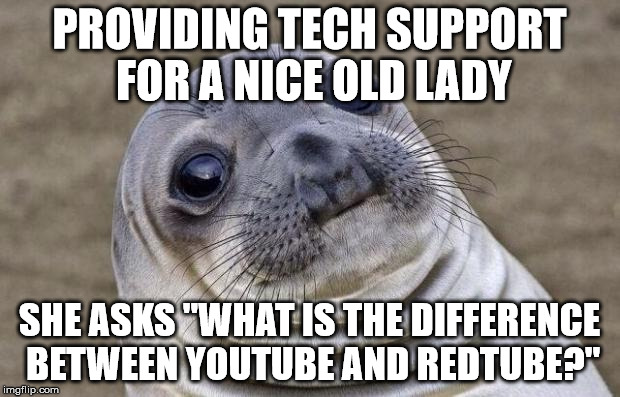 PROVIDING TECH SUPPORT
FOR A NICE OLD LADY
SHE ASKS "WHAT IS THE DIFFERENCE
BETWEEN YOUTUBE AND REDTUBE?"
imgflip.com